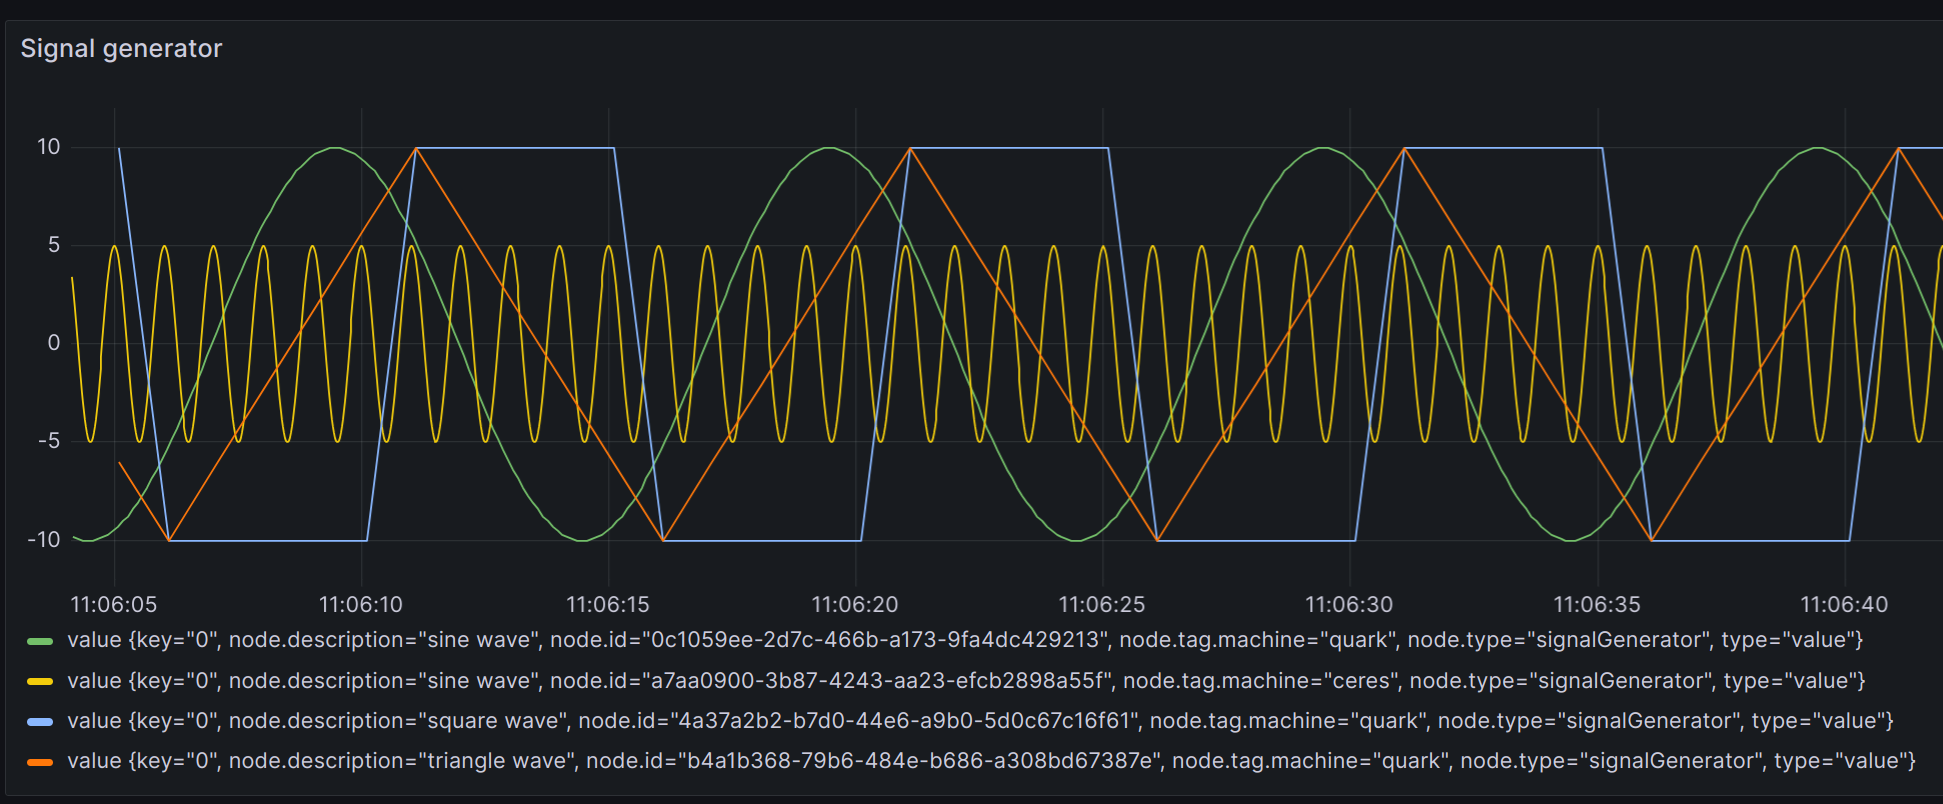 Signal generator
10
5
0
-5
-10
11:06:05 11:06:10 11:06:15 11:06:20 11:06:25 11:06:30 11:06:35 11:06:40
value {key="0", node.description="sine wave", node.id="0c1059ee-2d7c-466b-a173-9fa4dc429213", node.tag.machine="quark", node.type="signalGenerator", type="value"}
value {key="0", node.description="sine wave", node.id="a7aa0900-3b87-4243-aa23-efcb2898a55f", node.tag.machine="ceres", node.type="signalGenerator", type="value"}
value {key="0", node.description="square wave", node.id="4a37a2b2-b7d0-44e6-a9b0-5d0c67c16f61", node.tag.machine="quark", node.type="signalGenerator", type="value"}
value {key="0", node.description="triangle wave", node.id="b4a1b368-79b6-484e-b686-a308bd67387e", node.tag.machine="quark", node.type="signalGenerator", type="value"}